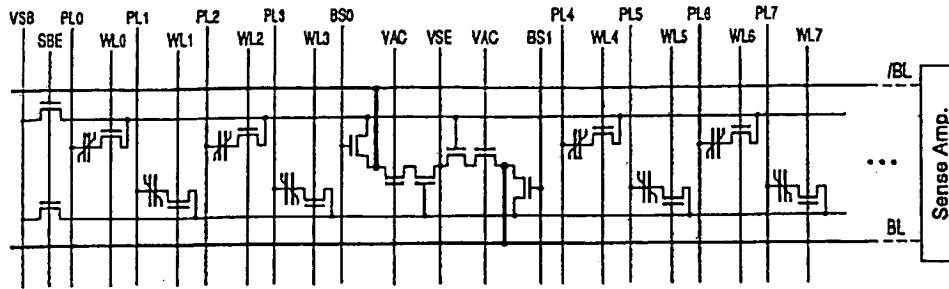 PL0 PL1 PL2 PL3 BS0 PL4 PL5 PL6 PL7
VSB SBE WL0 WL1 WL2 WL3 VAC VSE VAC BS1 WL4 WL5 WL6 WL7
/BL
BL
Sense Amp.